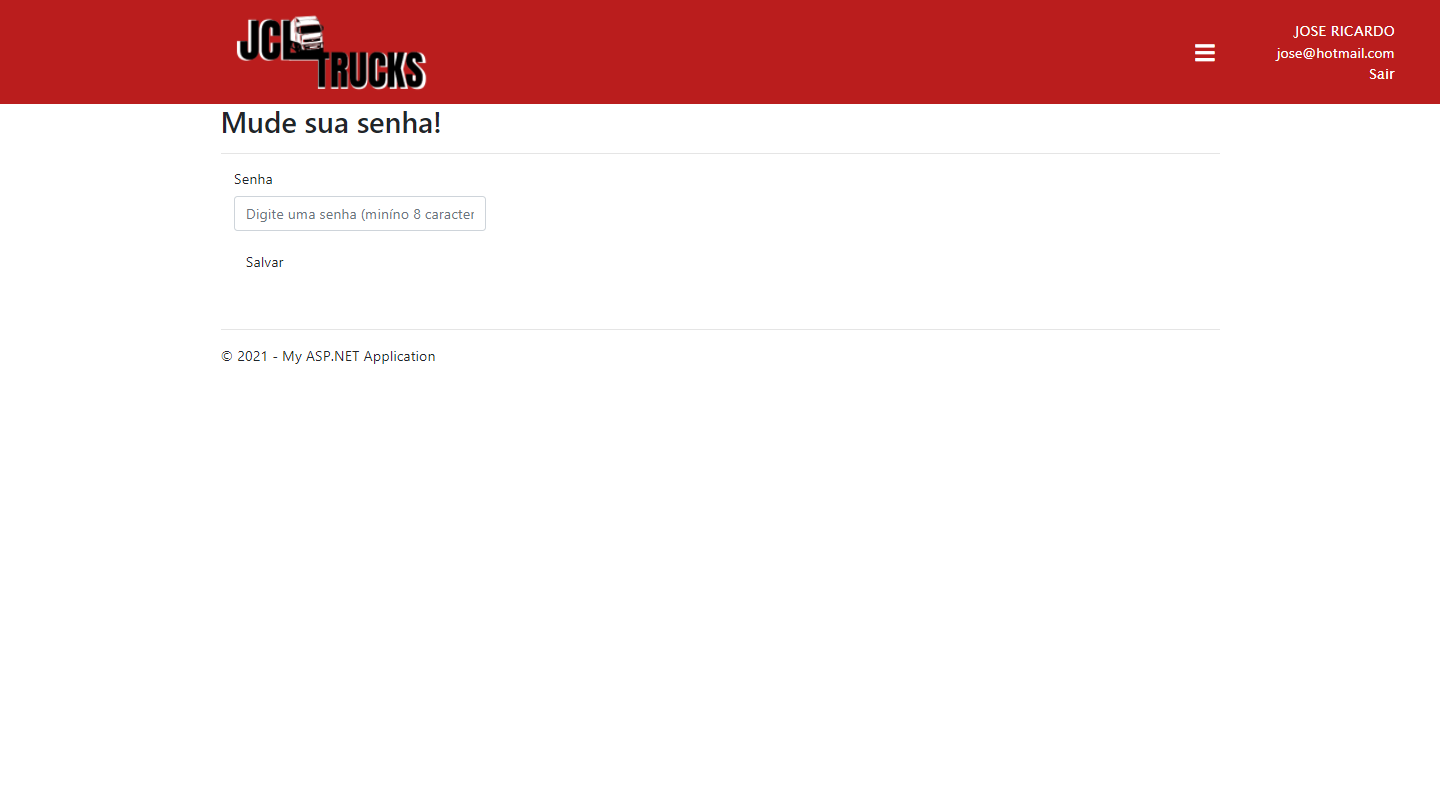 JCL
TRUCKS
JOSE RICARDO
jose@hotmail.com
Sair
Mude sua senha!
Senha
Digite uma senha (miníno 8 caracter
Salvar
© 2021 - My ASP.NET Application